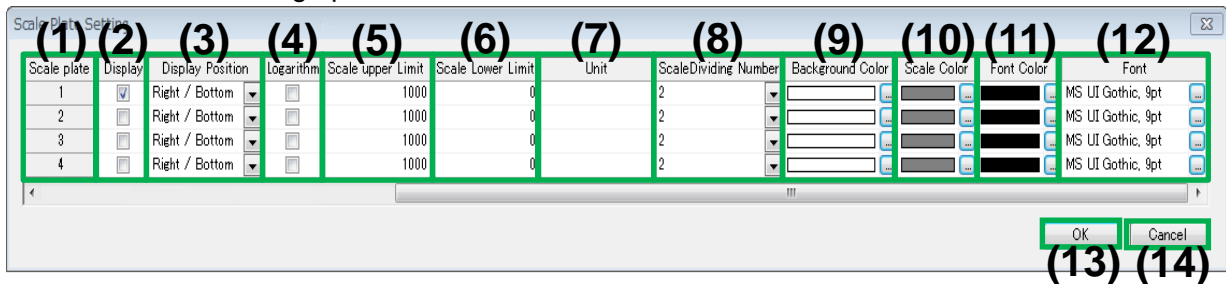 Scale Plate Setting
(1) (2) (3) (4) (5) (6) (7) (8) (9) (10) (11) (12)
Scale plate Display Display Position Logarithm Scale upper Limit Scale Lower Limit Unit ScaleDividing Number Background Color Scale Color Font Color Font
1 Right / Bottom 1000 0 2 ... ... ... MS UI Gothic, 9pt ...
2 Right / Bottom 1000 0 2 ... ... ... MS UI Gothic, 9pt ...
3 Right / Bottom 1000 0 2 ... ... ... MS UI Gothic, 9pt ...
4 Right / Bottom 1000 0 2 ... ... ... MS UI Gothic, 9pt ...
OK Cancel
(13) (14)